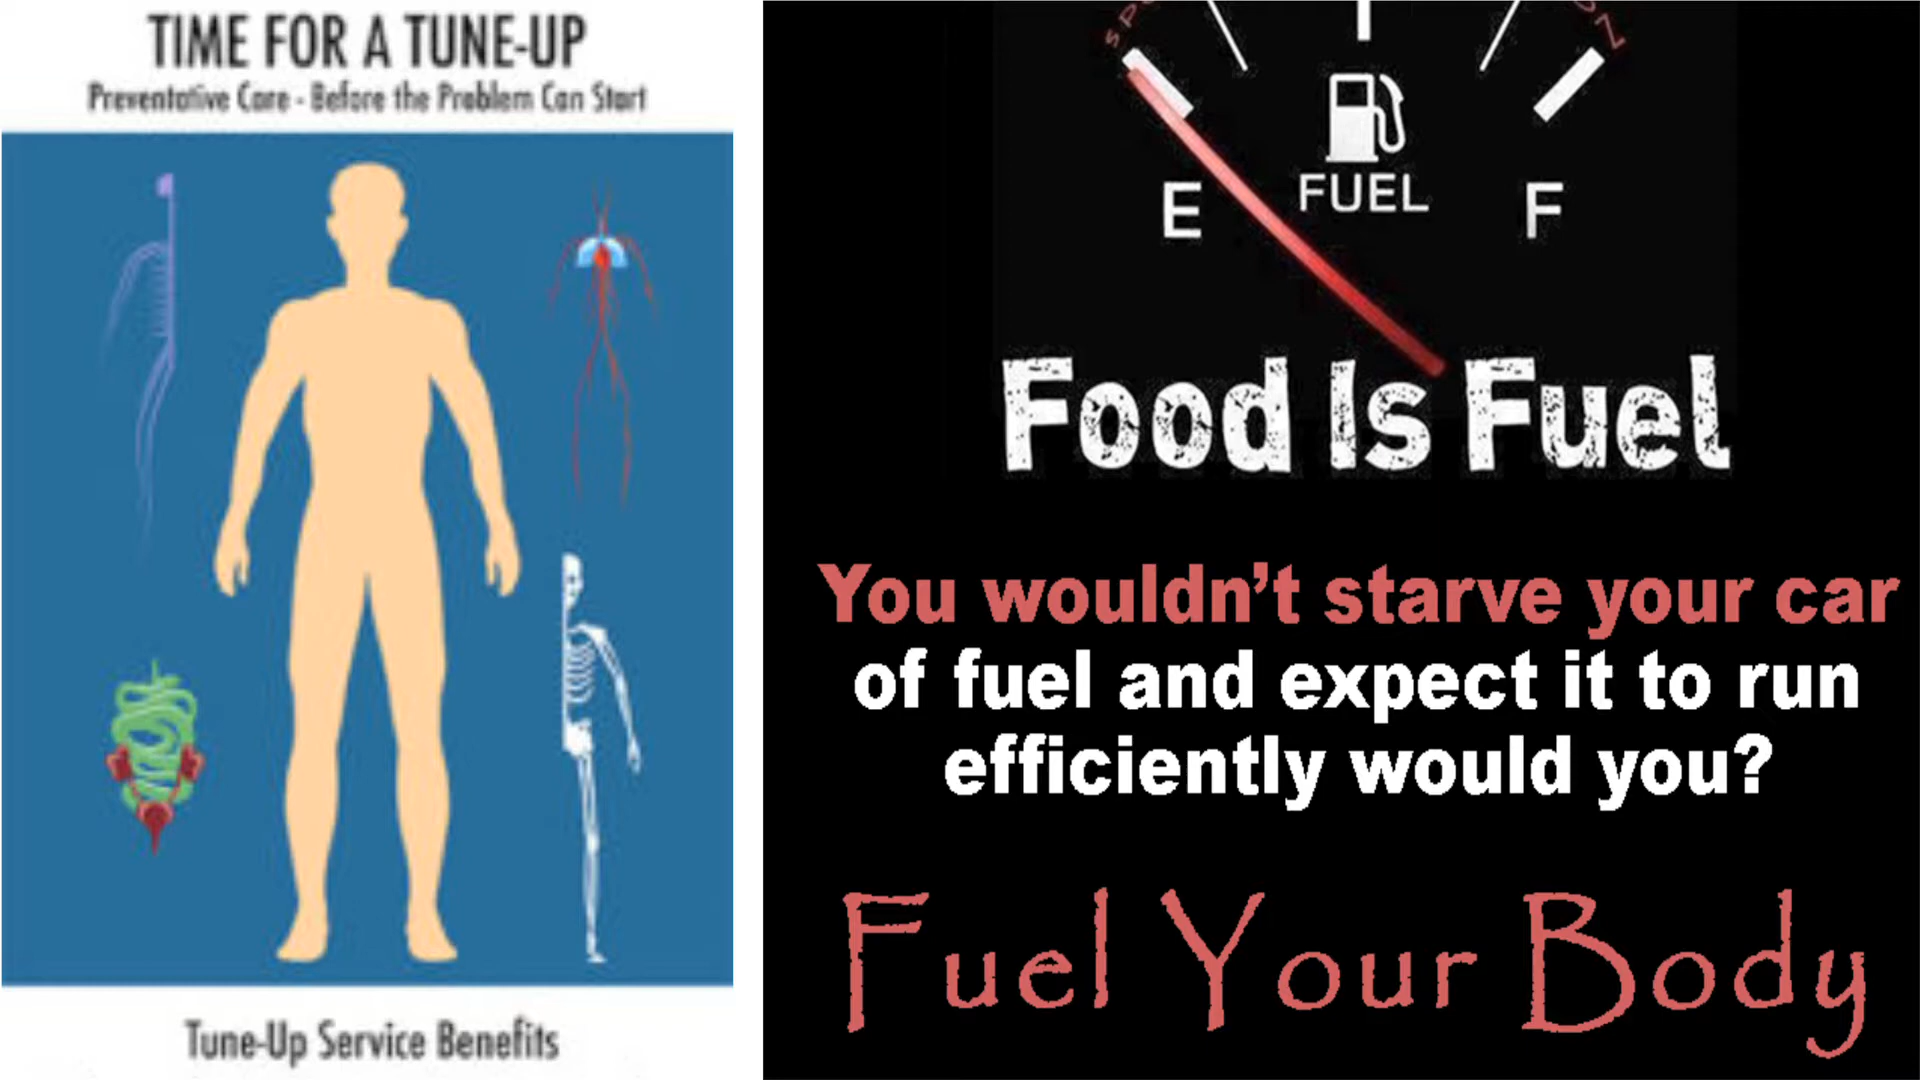 TIME FOR A TUNE-UP
Preventative Care - Before the Problem Can Start
Tune-Up Service Benefits
E
FUEL
F
Food Is Fuel
You wouldn't starve your car
of fuel and expect it to run
efficiently would you?
Fuel Your Body